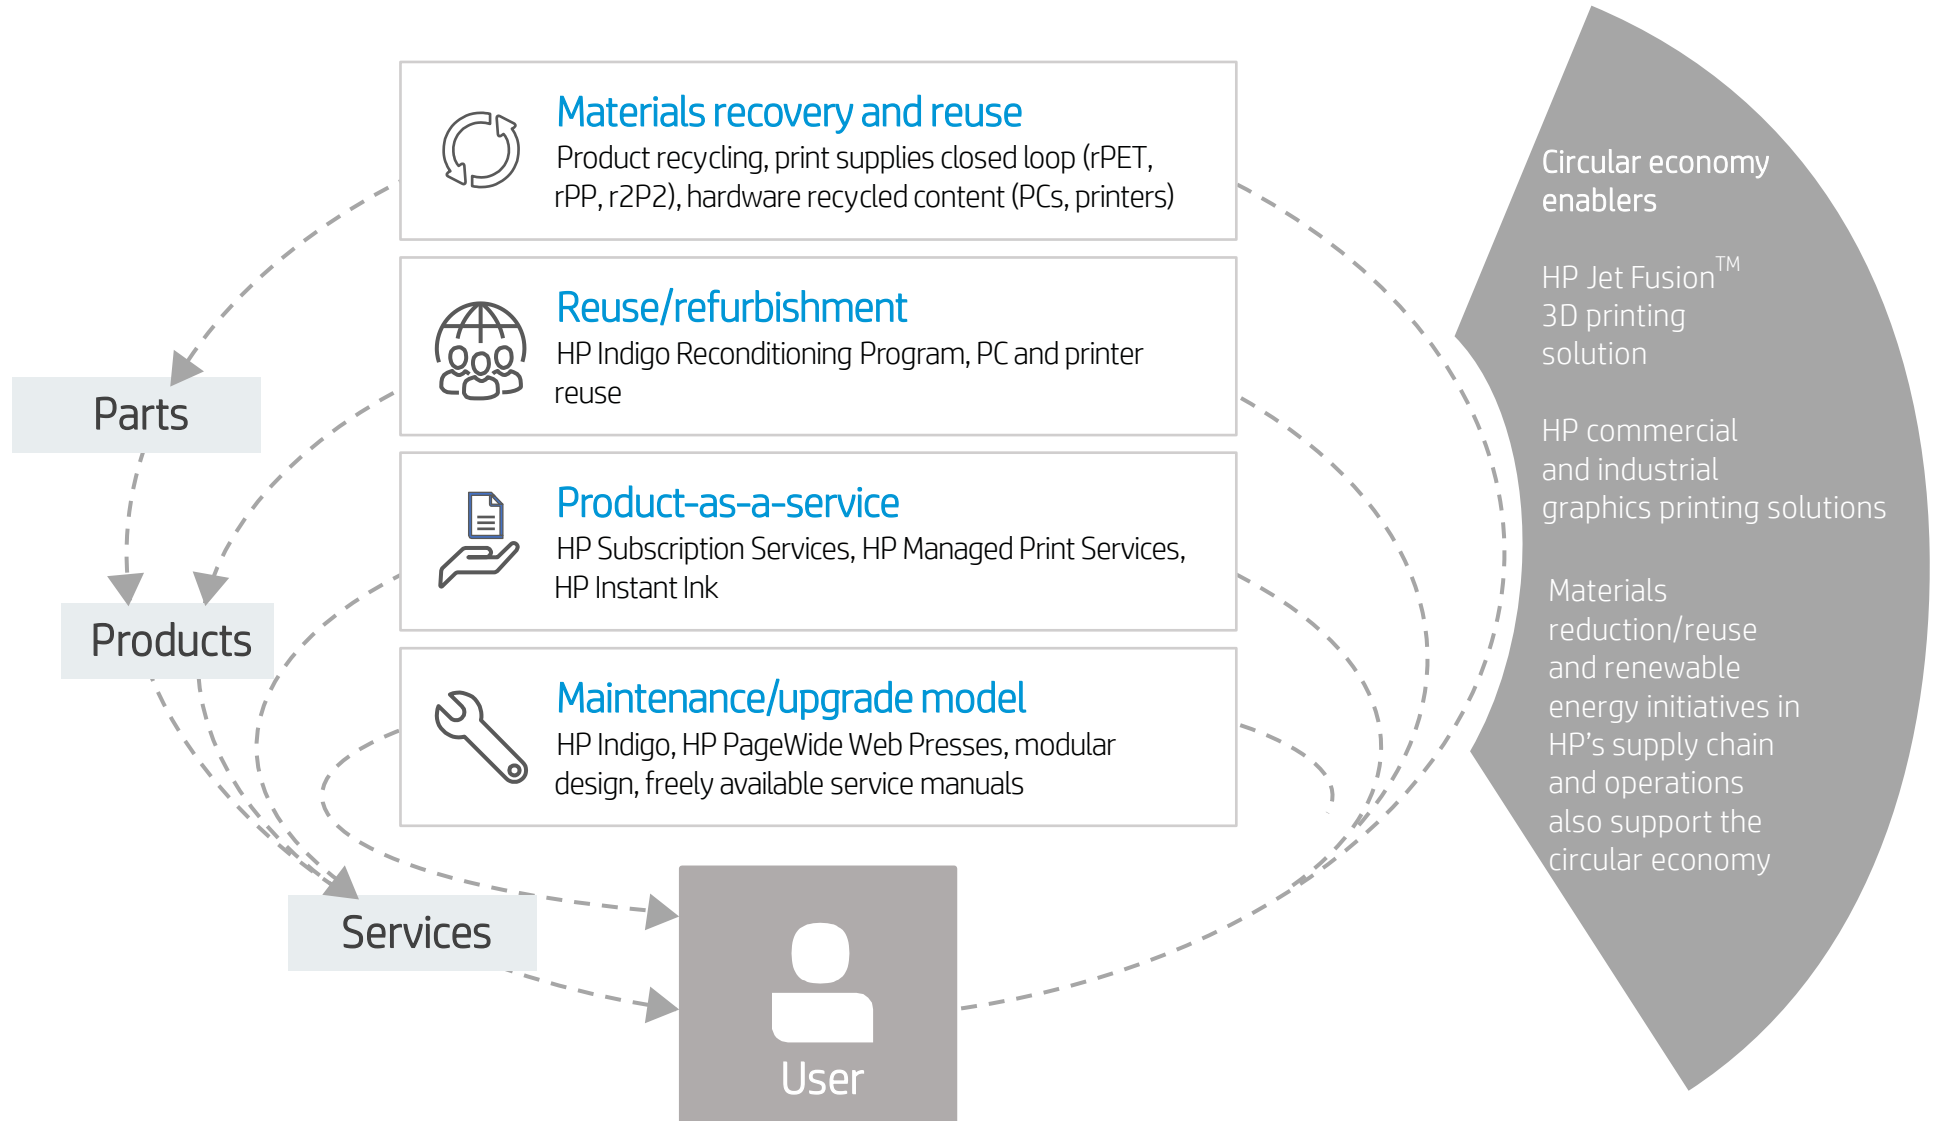 Materials recovery and reuse
Product recycling, print supplies closed loop (rPET,
rPP, r2P2), hardware recycled content (PCs, printers)
Reuse/refurbishment
HP Indigo Reconditioning Program, PC and printer
reuse
Product-as-a-service
HP Subscription Services, HP Managed Print Services,
HP Instant Ink
Maintenance/upgrade model
HP Indigo, HP PageWide Web Presses, modular
design, freely available service manuals
Parts
Products
Services
User
Circular economy
enablers
HP Jet Fusion™
3D printing
solution
HP commercial
and industrial
graphics printing solutions
Materials
reduction/reuse
and renewable
energy initiatives in
HP’s supply chain
and operations
also support the
circular economy